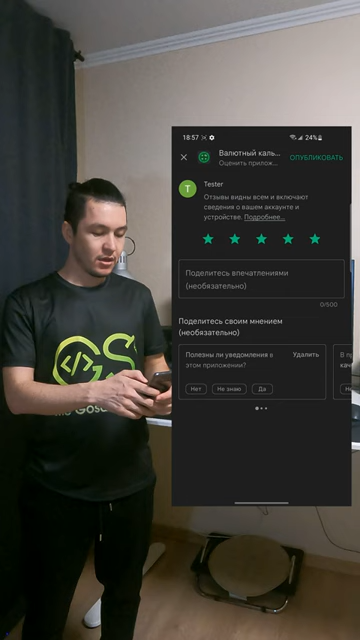 18:57
24%
Валютный каль...
Оценить прилож...
ОПУБЛИКОВАТЬ
T
Tester
Отзывы видны всем и включают
сведения о вашем аккаунте и
устройстве. Подробнее...
Поделитесь впечатлениями
(необязательно)
0/500
Поделитесь своим мнением
(необязательно)
Полезны ли уведомления в
этом приложении?
Удалить
Нет
Не знаю
Да